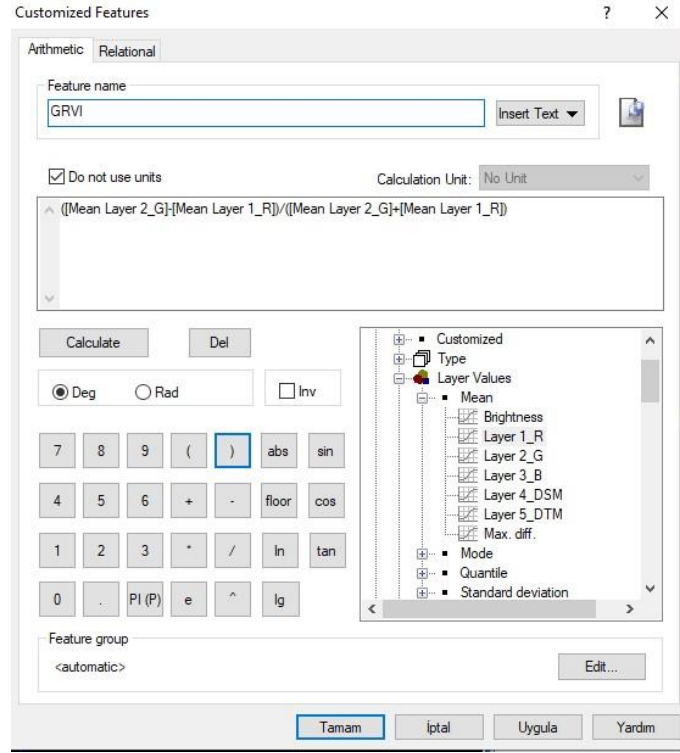 Customized Features ? ×
Arithmetic Relational
Feature name
GRVI
Insert Text
Do not use units
Calculation Unit: No Unit
([Mean Layer 2_G]-[Mean Layer 1_R])/([Mean Layer 2_G]+[Mean Layer 1_R])
Calculate Del
Deg Rad Inv
7 8 9 ( ) abs sin
4 5 6 + - floor cos
1 2 3 * / ln tan
0 . PI (P) e ^ lg
Customized
Type
Layer Values
Mean
Brightness
Layer 1_R
Layer 2_G
Layer 3_B
Layer 4_DSM
Layer 5_DTM
Max. diff.
Mode
Quantile
Standard deviation
Feature group
<automatic>
Edit...
Tamam İptal Uygula Yardım